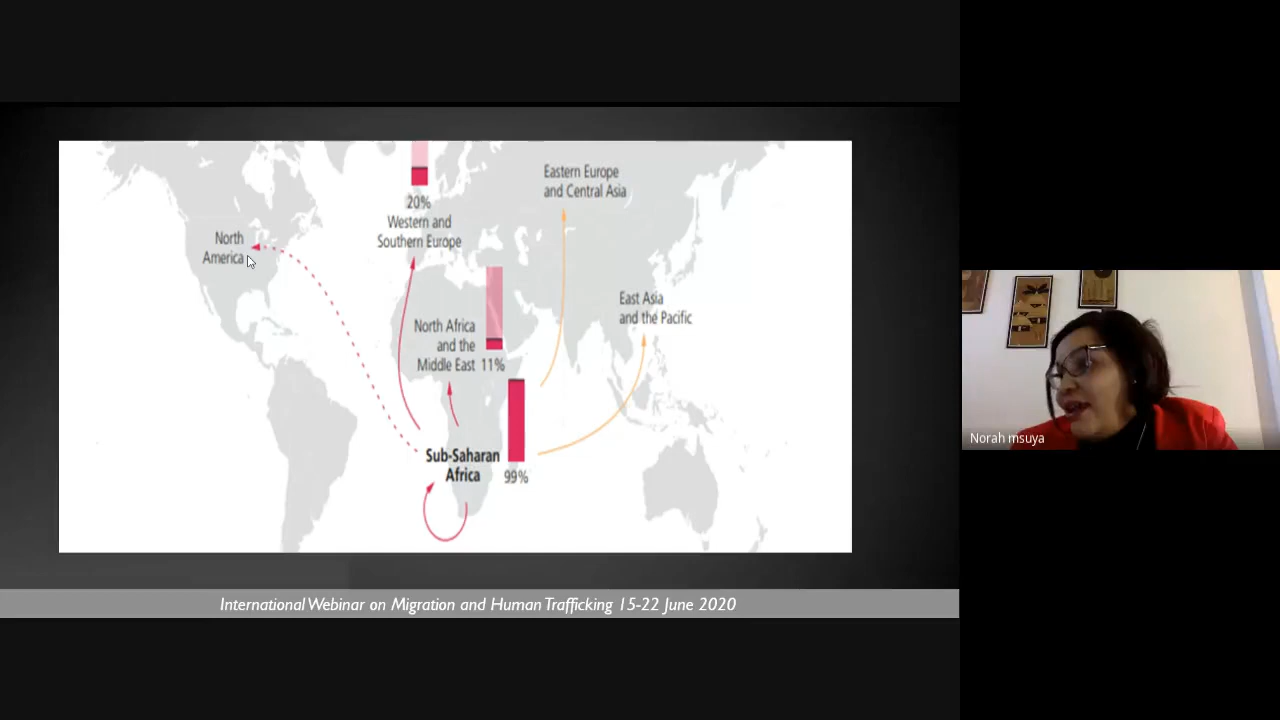 20%
Western and
Southern Europe
Eastern Europe
and Central Asia
North
America
East Asia
and the Pacific
North Africa
and the
Middle East 11%
Sub-Saharan
Africa
99%
International Webinar on Migration and Human Trafficking 15-22 June 2020
Norah msuya